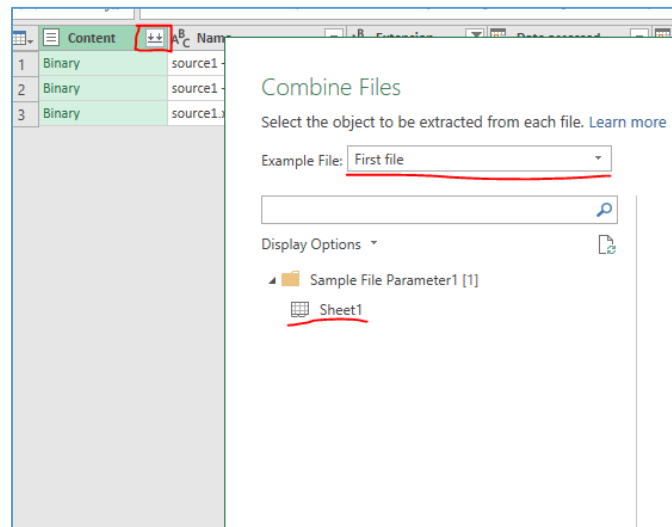 Content ABC Name
1 Binary source1 -
2 Binary source1 -
3 Binary source1.x
Combine Files
Select the object to be extracted from each file. Learn more
Example File: First file
Display Options
Sample File Parameter1 [1]
Sheet1